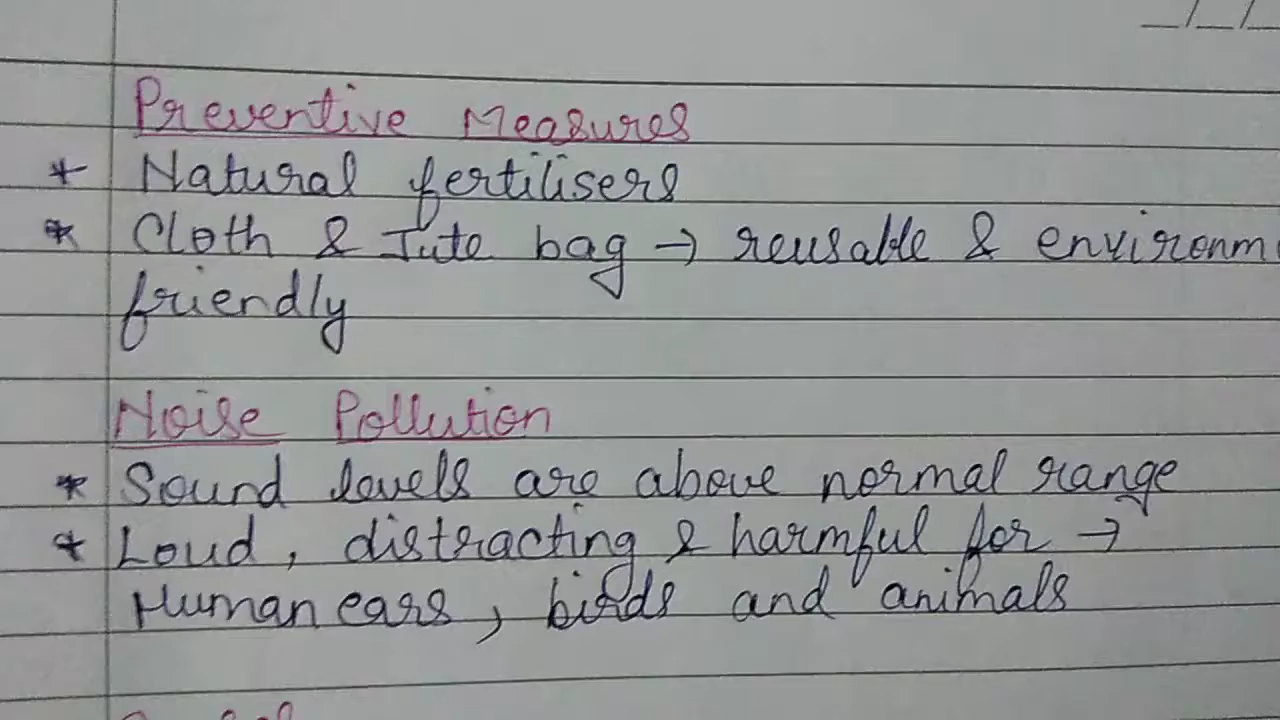 Preventive Measures
* Natural fertilisers
* Cloth & Jute bag → reusable & environm
friendly
Noise Pollution
* Sound levels are above normal range
* Loud, distracting & harmful for →
Human ears, birds and animals